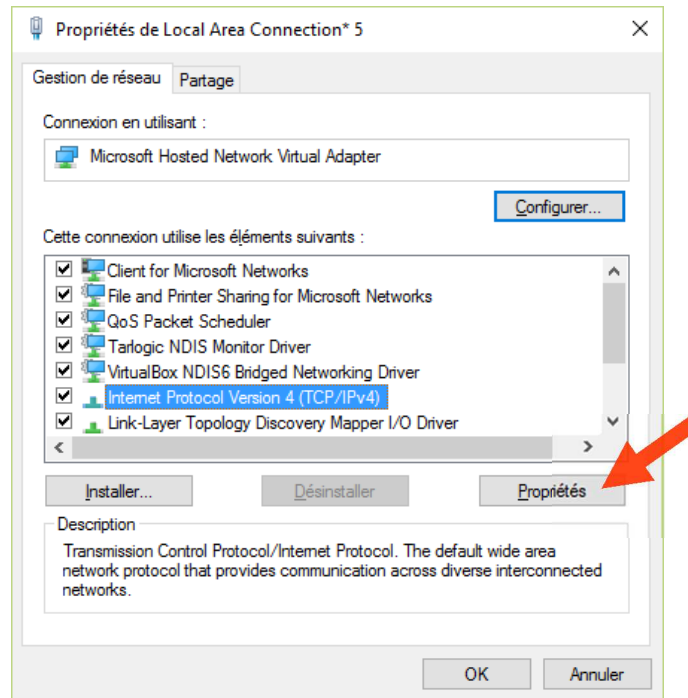 Propriétés de Local Area Connection* 5
Gestion de réseau Partage
Connexion en utilisant :
Microsoft Hosted Network Virtual Adapter
Configurer...
Cette connexion utilise les éléments suivants :
Client for Microsoft Networks
File and Printer Sharing for Microsoft Networks
QoS Packet Scheduler
Tarlogic NDIS Monitor Driver
VirtualBox NDIS6 Bridged Networking Driver
Internet Protocol Version 4 (TCP/IPv4)
Link-Layer Topology Discovery Mapper I/O Driver
Installer... Désinstaller Propriétés
Description
Transmission Control Protocol/Internet Protocol. The default wide area
network protocol that provides communication across diverse interconnected
networks.
OK Annuler